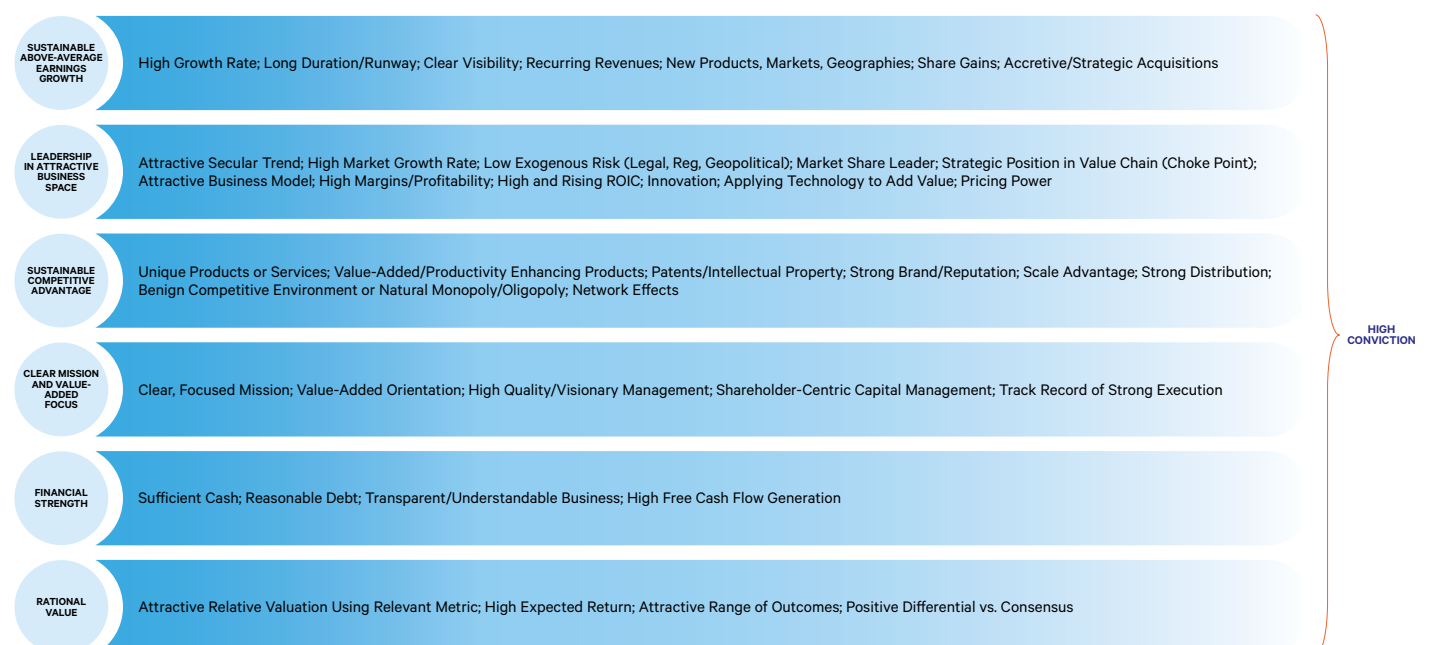 SUSTAINABLE
ABOVE-AVERAGE
EARNINGS
GROWTH
High Growth Rate; Long Duration/Runway; Clear Visibility; Recurring Revenues; New Products, Markets, Geographies; Share Gains; Accretive/Strategic Acquisitions
LEADERSHIP
IN ATTRACTIVE
BUSINESS
SPACE
Attractive Secular Trend; High Market Growth Rate; Low Exogenous Risk (Legal, Reg, Geopolitical); Market Share Leader; Strategic Position in Value Chain (Choke Point);
Attractive Business Model; High Margins/Profitability; High and Rising ROIC; Innovation; Applying Technology to Add Value; Pricing Power
SUSTAINABLE
COMPETITIVE
ADVANTAGE
Unique Products or Services; Value-Added/Productivity Enhancing Products; Patents/Intellectual Property; Strong Brand/Reputation; Scale Advantage; Strong Distribution;
Benign Competitive Environment or Natural Monopoly/Oligopoly; Network Effects
CLEAR MISSION
AND VALUE-
ADDED
FOCUS
Clear, Focused Mission; Value-Added Orientation; High Quality/Visionary Management; Shareholder-Centric Capital Management; Track Record of Strong Execution
FINANCIAL
STRENGTH
Sufficient Cash; Reasonable Debt; Transparent/Understandable Business; High Free Cash Flow Generation
RATIONAL
VALUE
Attractive Relative Valuation Using Relevant Metric; High Expected Return; Attractive Range of Outcomes; Positive Differential vs. Consensus
HIGH
CONVICTION